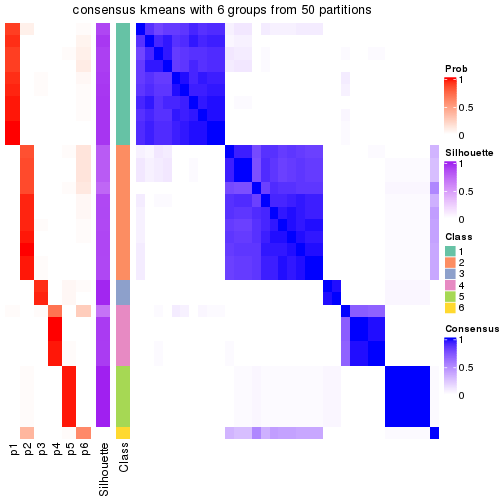 consensus kmeans with 6 groups from 50 partitions
Prob
1
0.5
0
Silhouette
1
0.5
0
Class
1
2
3
4
5
6
Consensus
1
0.5
0
p1
p2
p3
p4
p5
p6
Silhouette
Class